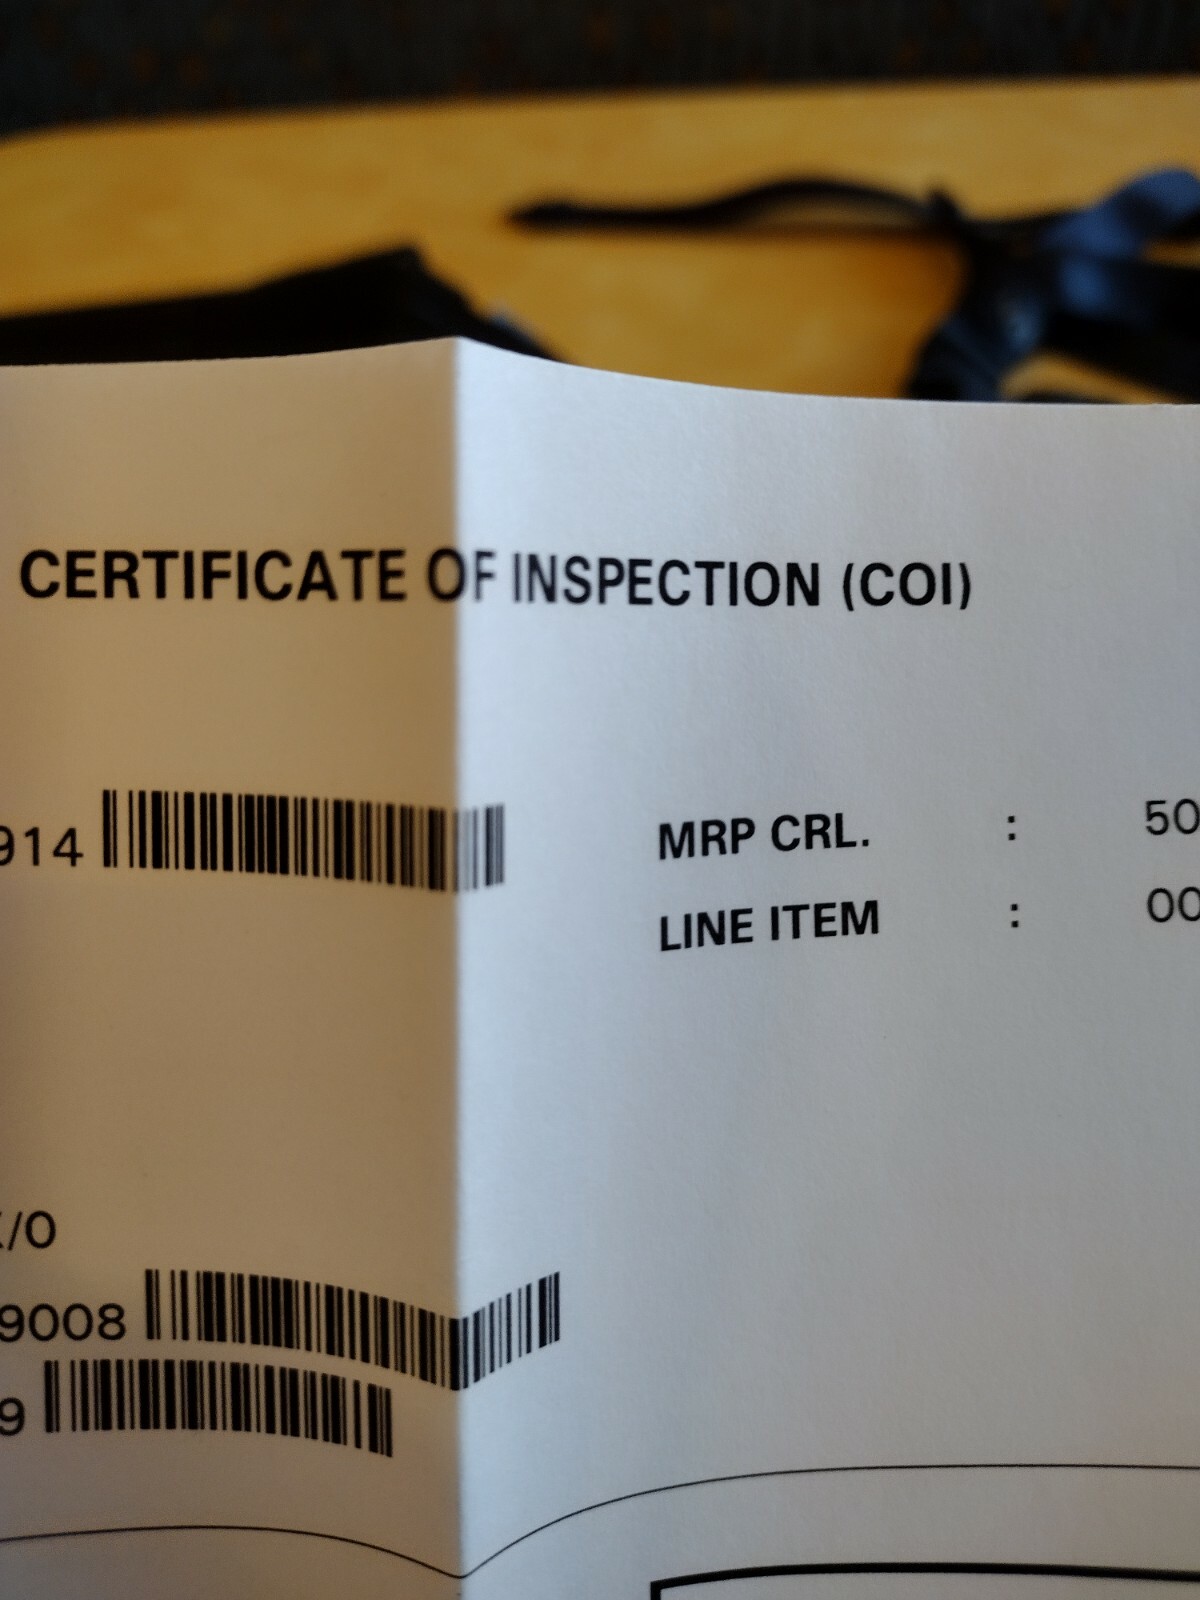 CERTIFICATE OF INSPECTION (COI)
914
MRP CRL. : 50
LINE ITEM : 00
/O
9008
9